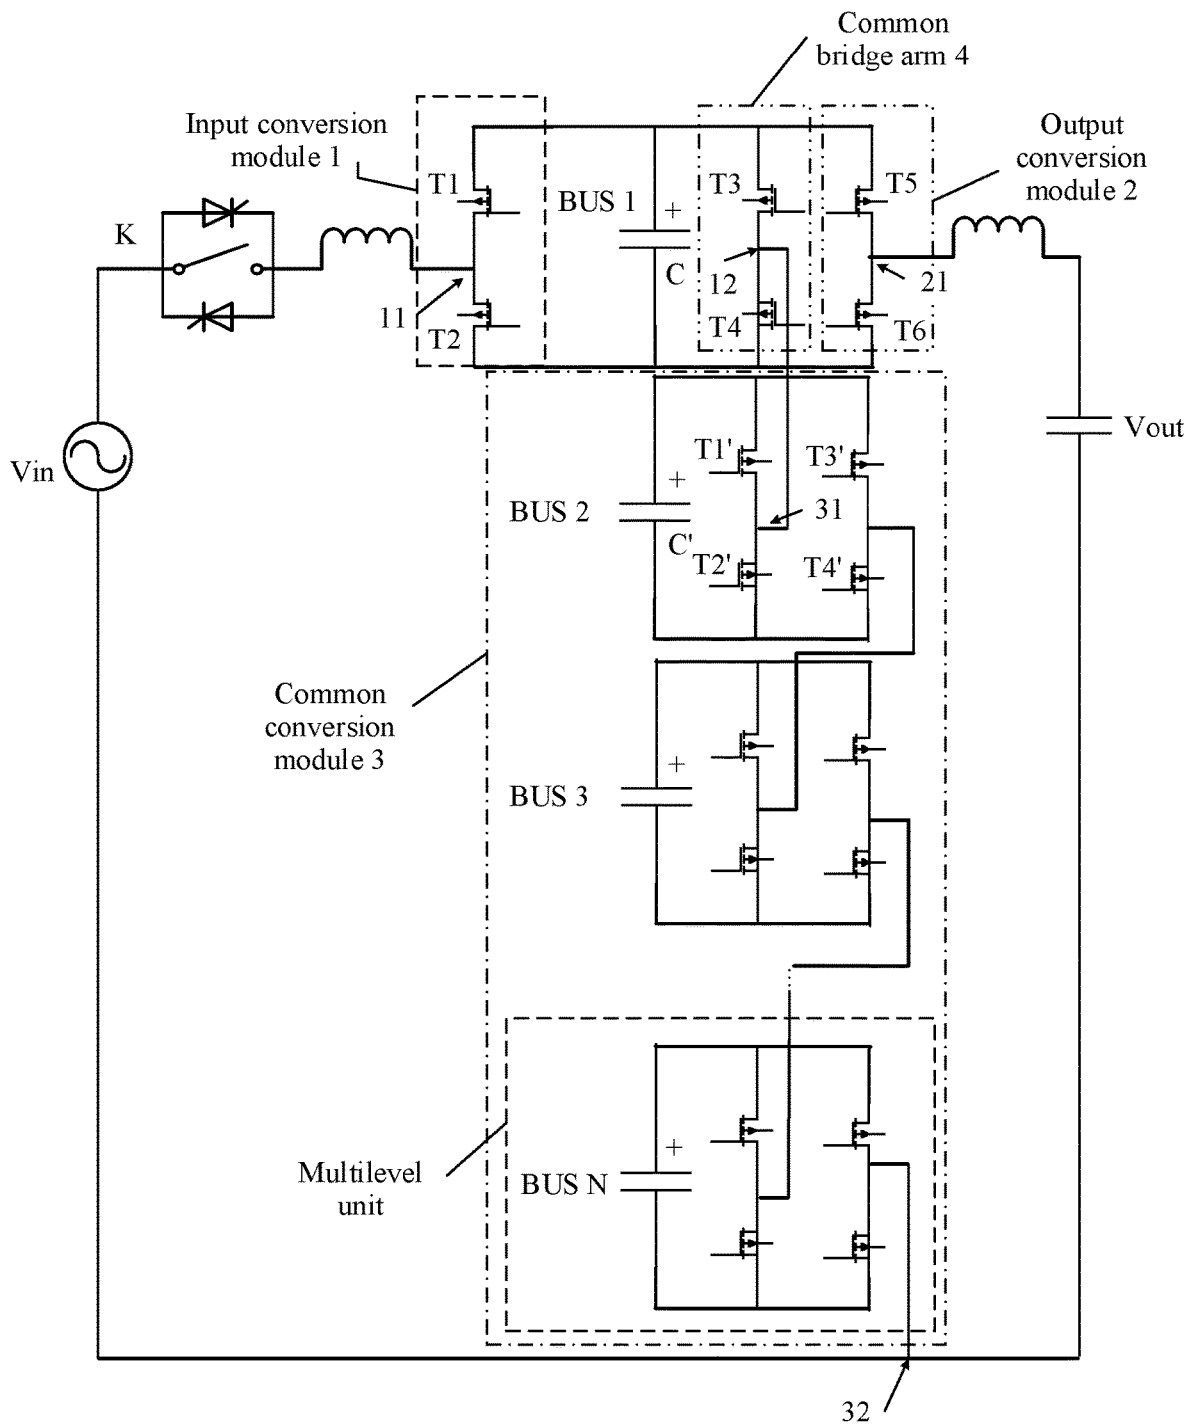 Common
bridge arm 4
Input conversion
module 1
Output
conversion
module 2
T1
T3
T5
BUS 1
+
K
C
12
21
11
T2
T4
T6
Vin
Vout
T1'
T3'
+
BUS 2
31
C'
T2'
T4'
Common
conversion
module 3
+
BUS 3
Multilevel
unit
+
BUS N
32